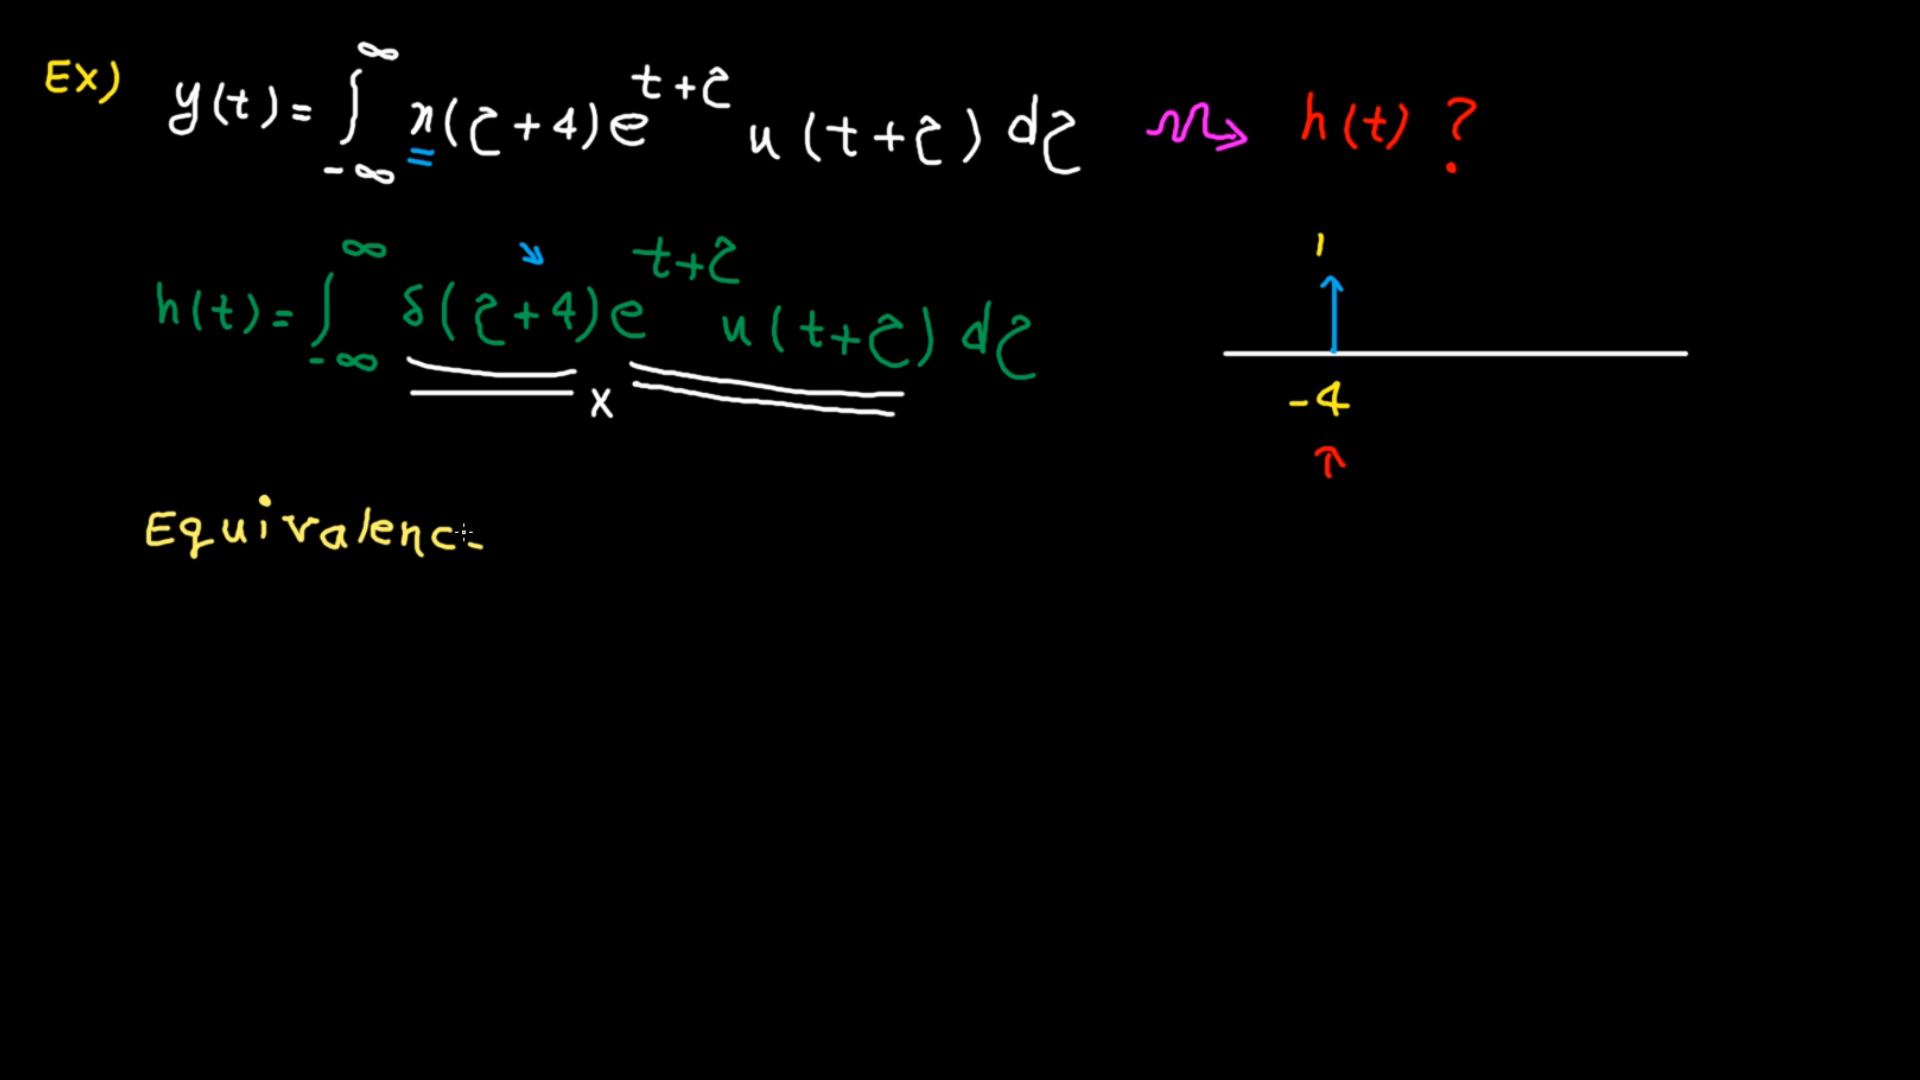 Ex) y(t) = ∫_{-∞}^{∞} x(τ+4) e^{t+τ} u(t+τ) dτ h(t) ?
h(t) = ∫_{-∞}^{∞} δ(τ+4) e^{t+τ} u(t+τ) dτ
x
1
-4
Equivalenc